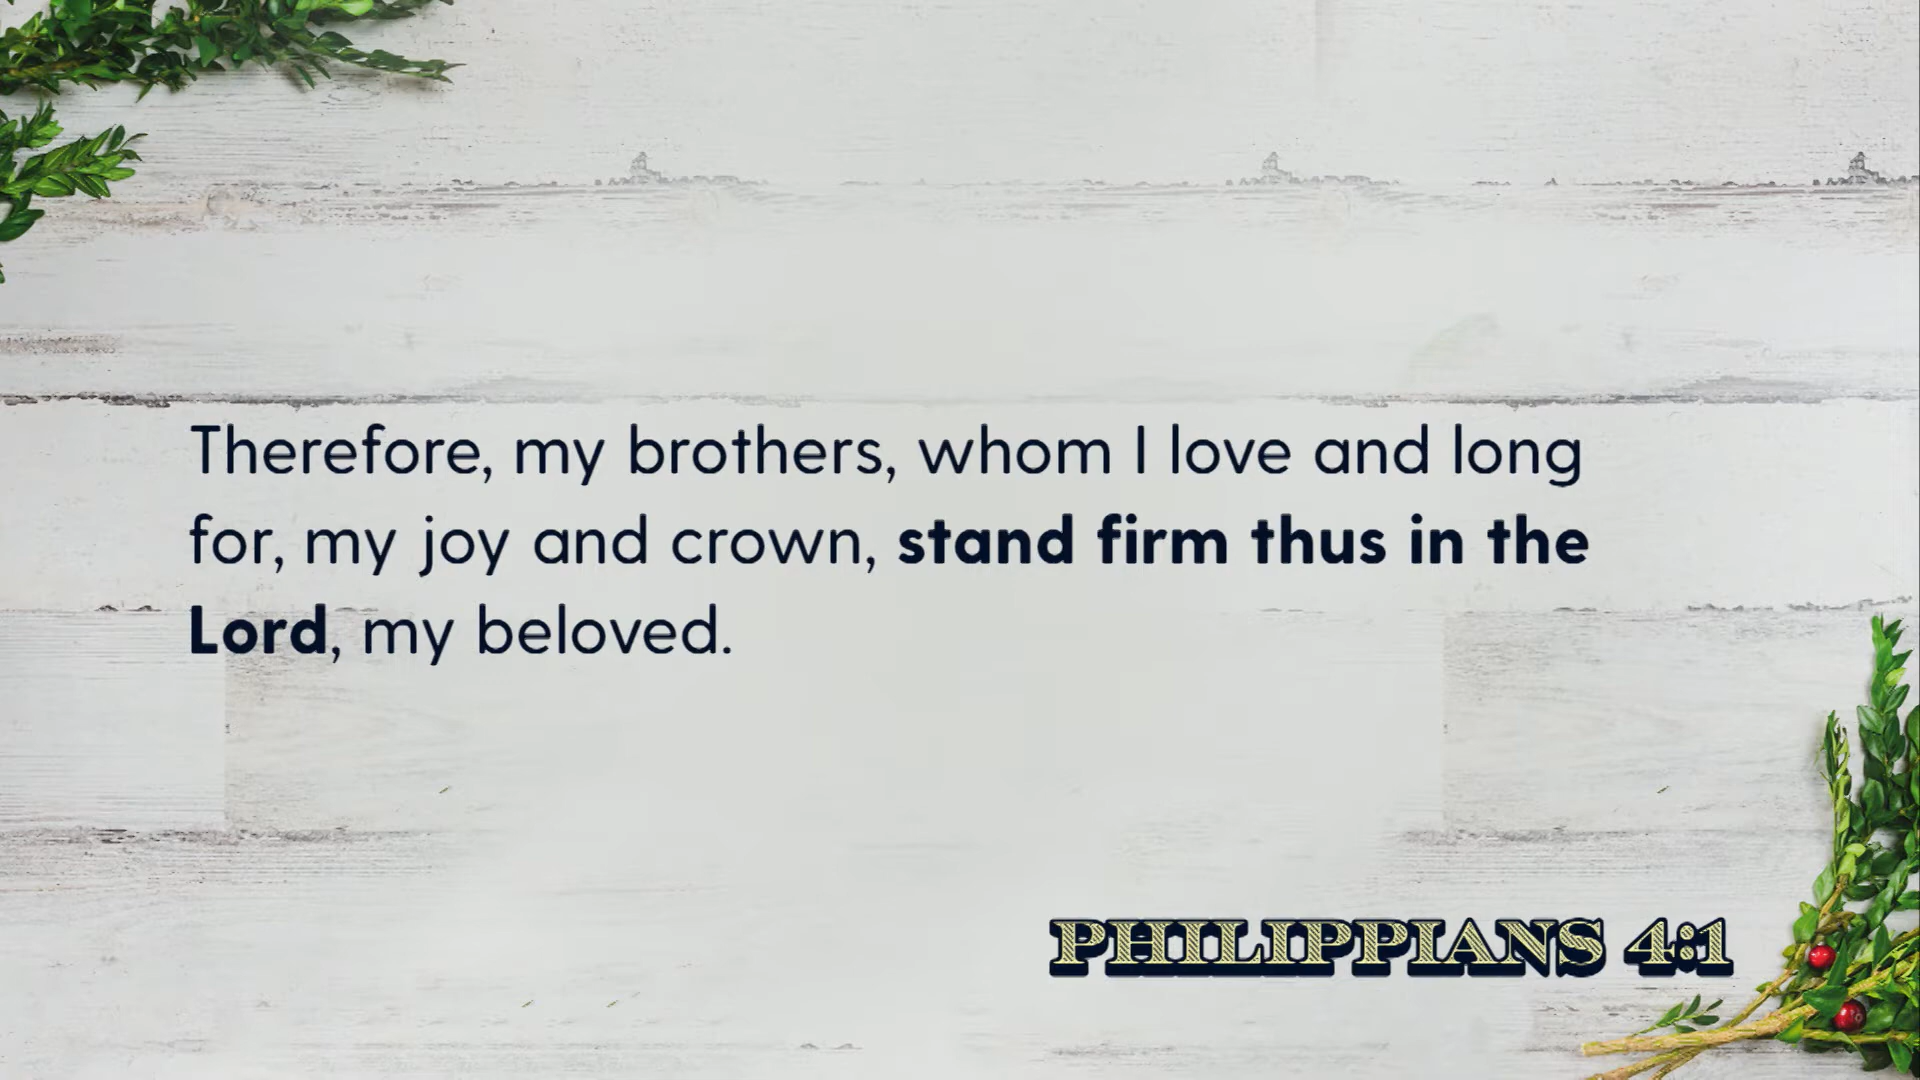 Therefore, my brothers, whom I love and long
for, my joy and crown, stand firm thus in the
Lord, my beloved.
PHILIPPIANS 4:1